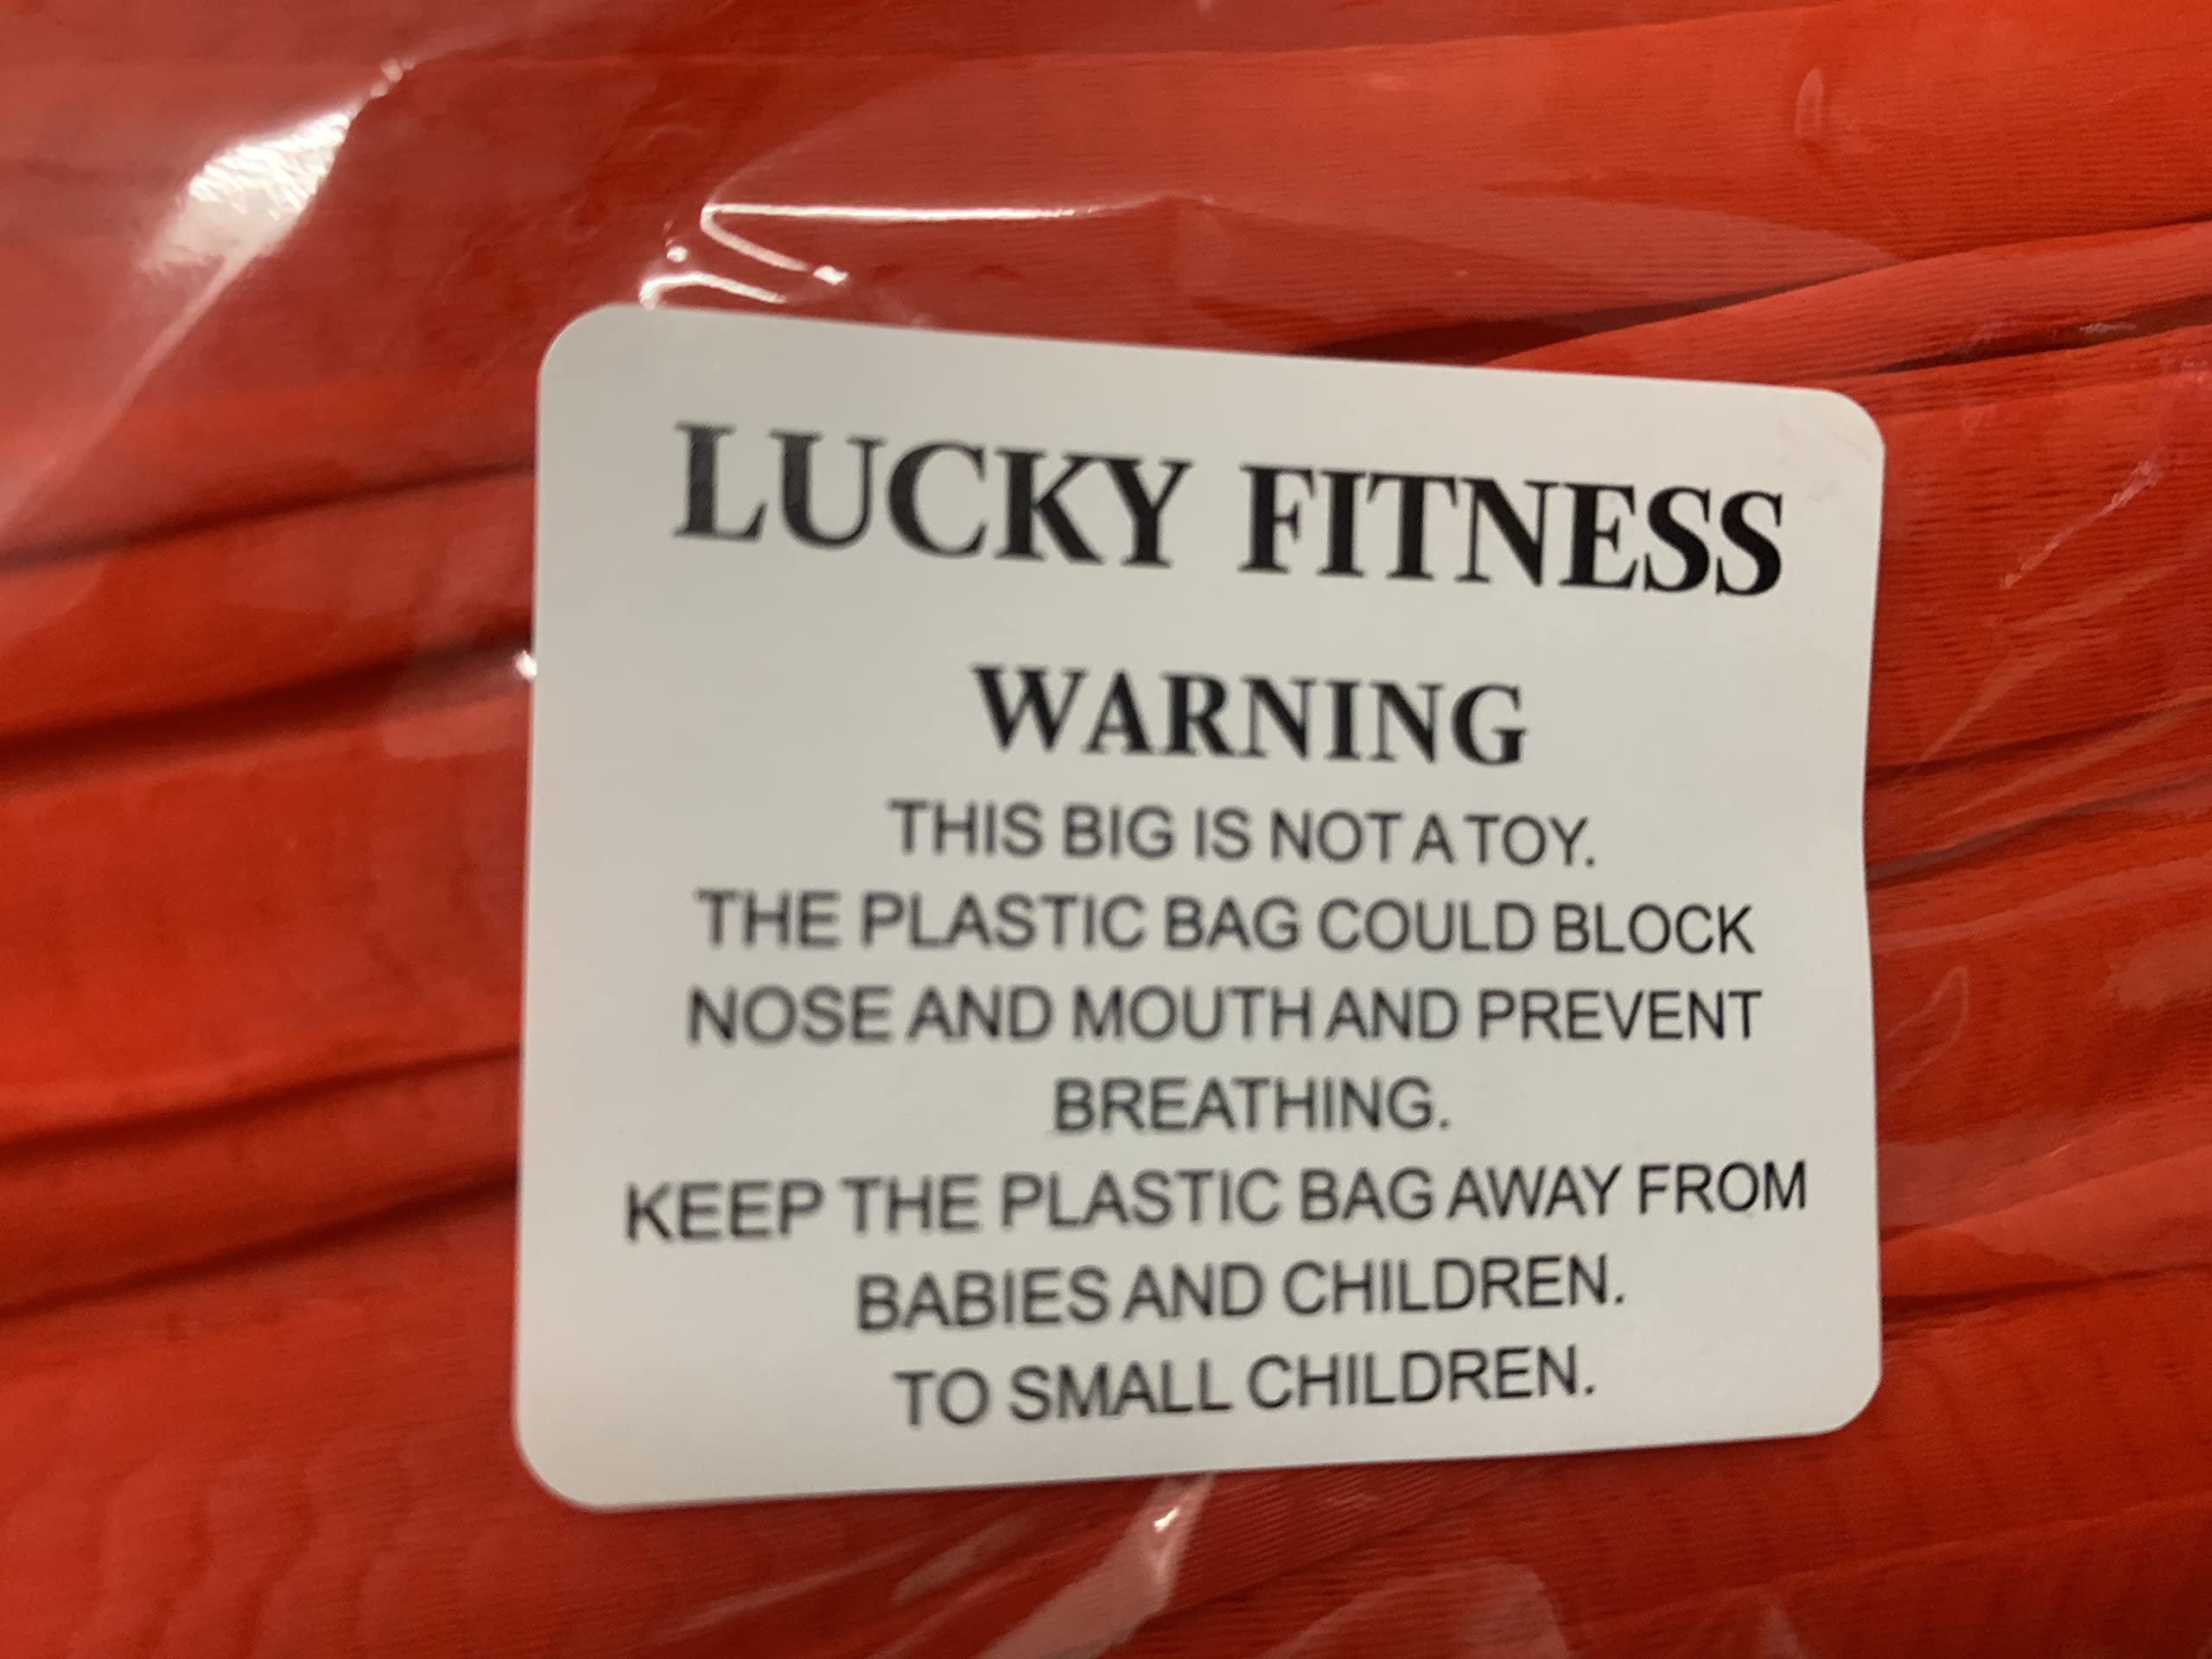 LUCKY FITNESS
WARNING
THIS BIG IS NOT A TOY.
THE PLASTIC BAG COULD BLOCK
NOSE AND MOUTH AND PREVENT
BREATHING.
KEEP THE PLASTIC BAG AWAY FROM
BABIES AND CHILDREN.
TO SMALL CHILDREN.